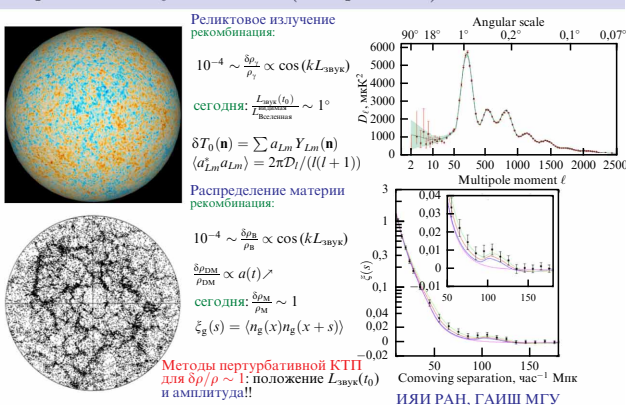 Реликтовое излучение
рекомбинация:
10⁻⁴ ∼ δρ_γ/ρ_γ ∝ cos (kL_звук)
сегодня: L_звук(t₀)/L_Вселенная^видимая ∼ 1°
δT₀(n) = ∑ a_Lm Y_Lm(n)
⟨a*_Lm a_Lm⟩ = 2π𝒟_l/(l(l + 1))
Распределение материи
рекомбинация:
10⁻⁴ ∼ δρ_B/ρ_B ∝ cos (kL_звук)
δρ_DM/ρ_DM ∝ a(t)↗
сегодня: δρ_M/ρ_M ∼ 1
ξ_g(s) = ⟨n_g(x)n_g(x + s)⟩
Методы пертурбативной КТП
для δρ/ρ ∼ 1: положение L_звук(t₀)
и амплитуда!!
Angular scale
90° 18° 1° 0,2° 0,1° 0,07°
D_ℓ, мкК²
6000
5000
4000
3000
2000
1000
0
2 10 50 500 1000 1500 2000 2500
Multipole moment ℓ
ξ(s)
3
1
0,3
0,1
0,04
0,02
0
−0,02
0,04
0,03
0,02
0,01
0
50 100 150
50 100 150
Comoving separation, час⁻¹ Мпк
ИЯИ РАН, ГАИШ МГУ